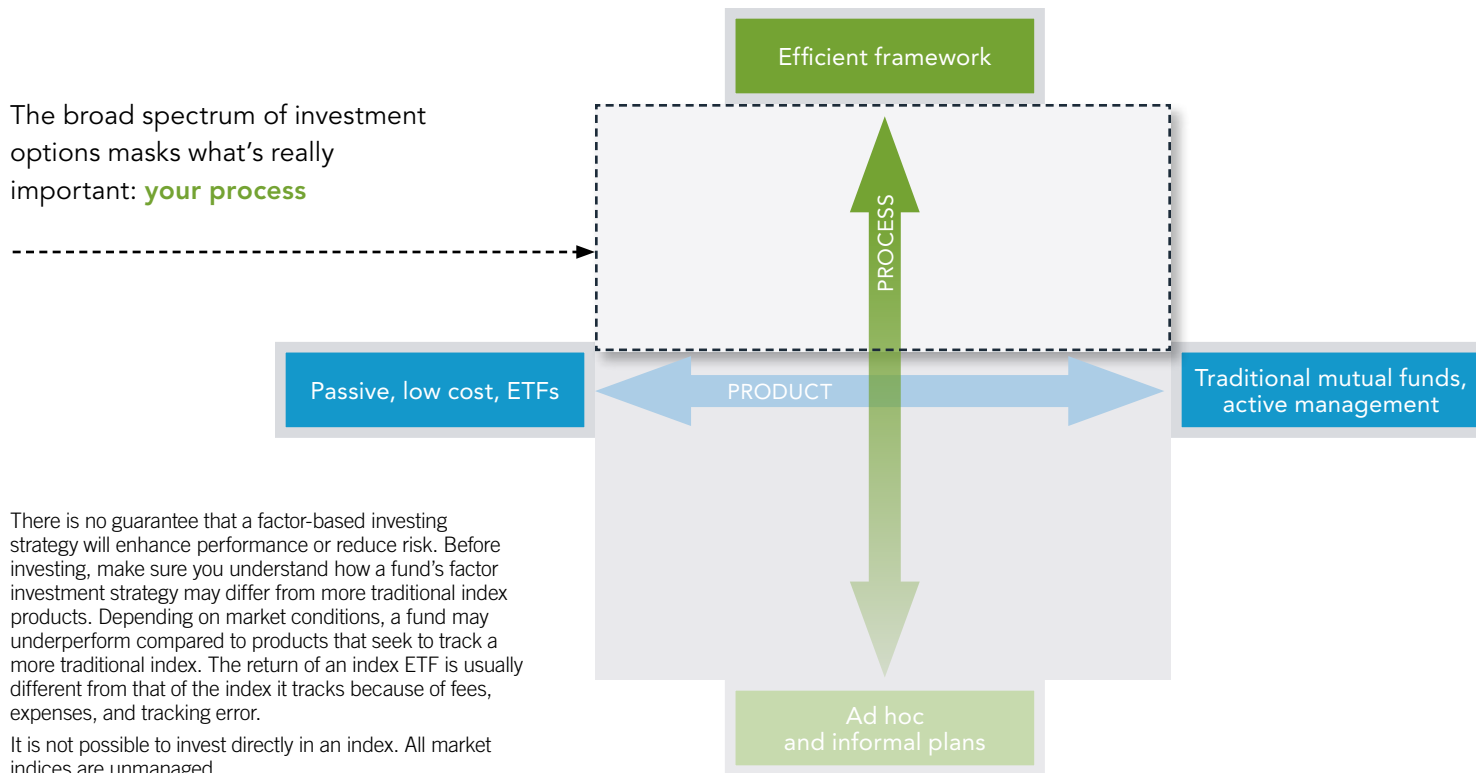 Efficient framework
The broad spectrum of investment
options masks what's really
important: your process
PROCESS
Passive, low cost, ETFs
PRODUCT
Traditional mutual funds,
active management
There is no guarantee that a factor-based investing
strategy will enhance performance or reduce risk. Before
investing, make sure you understand how a fund's factor
investment strategy may differ from more traditional index
products. Depending on market conditions, a fund may
underperform compared to products that seek to track a
more traditional index. The return of an index ETF is usually
different from that of the index it tracks because of fees,
expenses, and tracking error.
It is not possible to invest directly in an index. All market
indices are unmanaged
Ad hoc
and informal plans